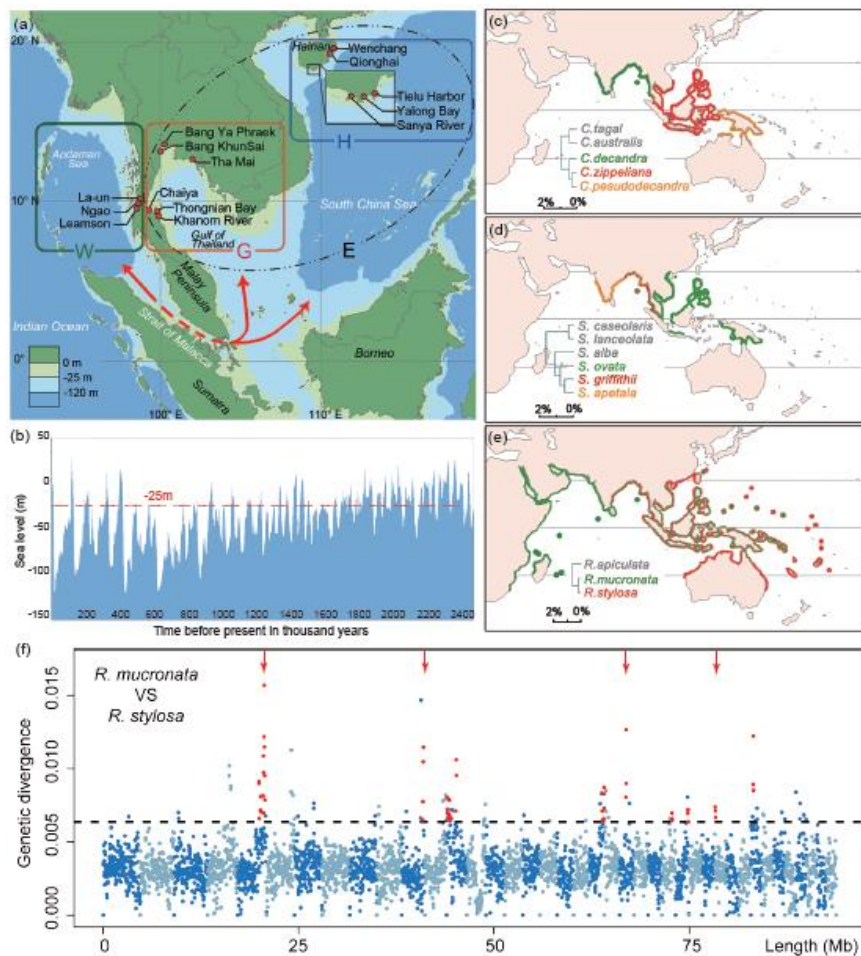 (a)
20° N
Hainan
Wenchang
Qionghai
Tielu Harbor
Yalong Bay
Sanya River
H
Bang Ya Phraek
Bang KhunSai
Tha Mai
Andaman
Sea
La-un
Ngao
Leamson
10° N
Chaiya
Thongnian Bay
Khanom River
Gulf of
Thailand
W
G
E
South China Sea
Malay
Peninsula
Strait of Malacca
Indian Ocean
Borneo
Sumatra
0°
0 m
-25 m
-120 m
100° E
110° E
(b)
50
0
-50
-100
-150
-25m
Sea level (m)
200 400 600 800 1000 1200 1400 1600 1800 2000 2200 2400
Time before present in thousand years
(c)
C.tagal
C.australis
C.decandra
C.zippeliana
C.peaudodecandra
2% 0%
(d)
S. caseolaris
S. lanceolata
S. alba
S. ovata
S. griffithii
S. apetala
2% 0%
(e)
R.apiculata
R.mucronata
R.stylosa
2% 0%
(f)
R. mucronata
VS
R. stylosa
Genetic divergence
0.015
0.010
0.005
0.000
0 25 50 75 Length (Mb)